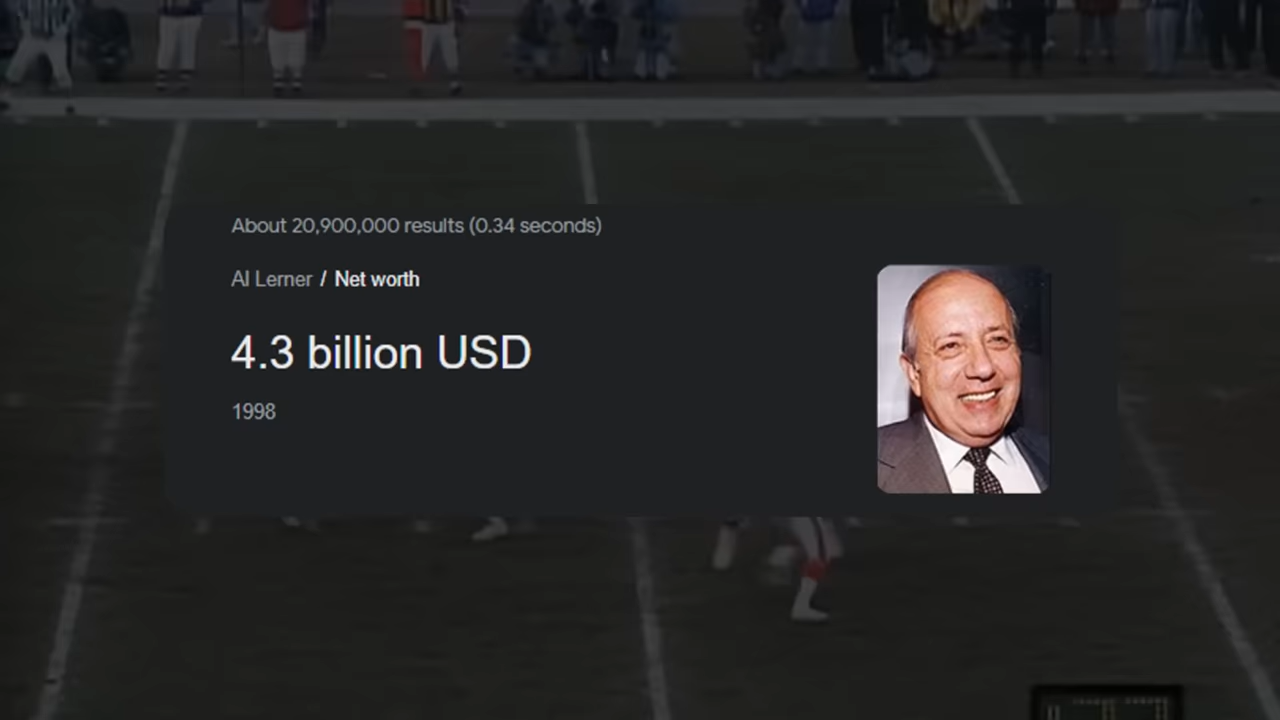 About 20,900,000 results (0.34 seconds)
Al Lerner / Net worth
4.3 billion USD
1998